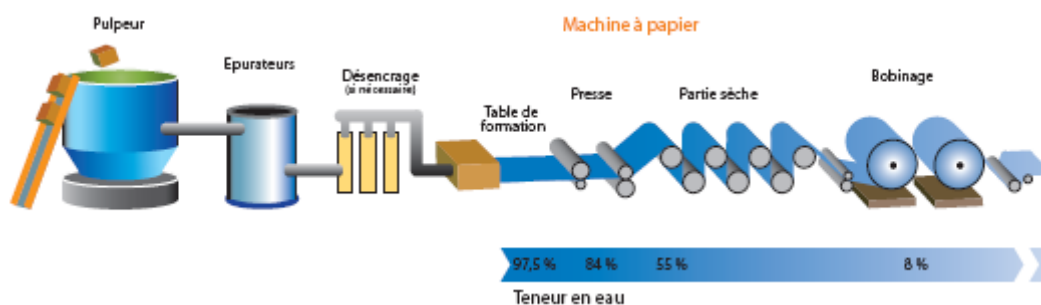 Machine à papier
Pulpeur
Epurateurs
Désencrage
(si nécessaire)
Table de
formation
Presse
Partie sèche
Bobinage
97,5 % 84 % 55 % 8 %
Teneur en eau